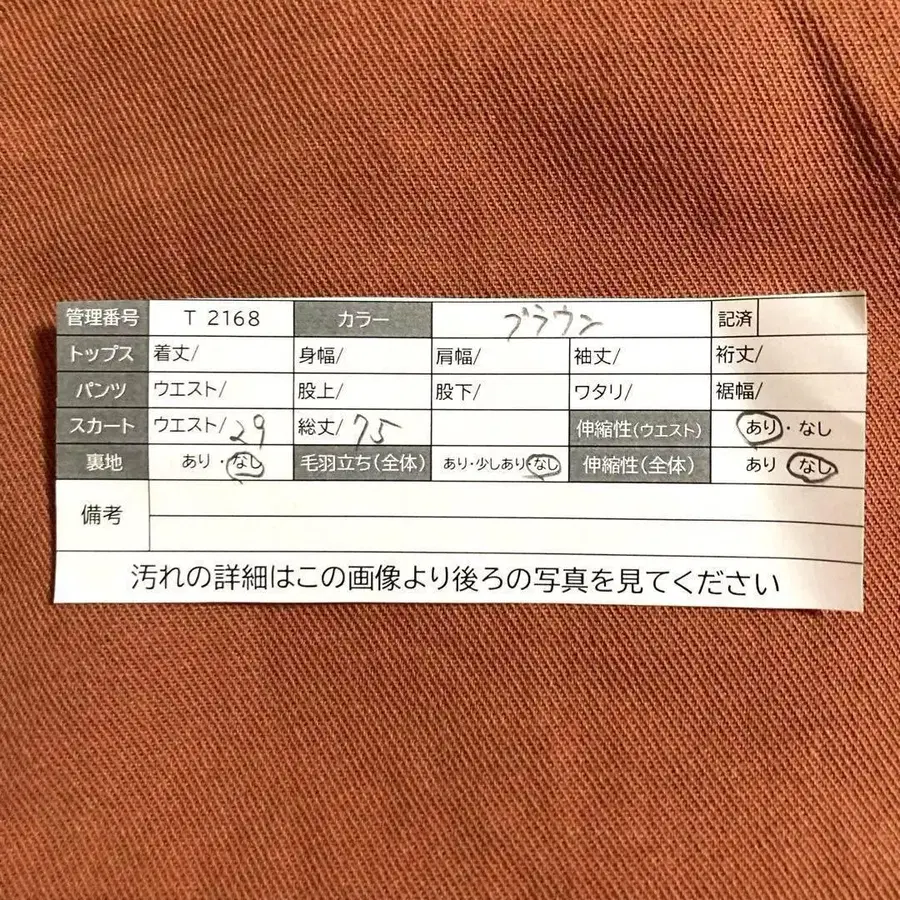 管理番号 T 2168 カラー ブラウン 記済
トップス 着丈/ 身幅/ 肩幅/ 袖丈/ 裄丈/
パンツ ウエスト/ 股上/ 股下/ ワタリ/ 裾幅/
スカート ウエスト/29 総丈/75 伸縮性(ウエスト) あり・なし
裏地 あり・なし 毛羽立ち(全体) あり・少しあり・なし 伸縮性(全体) あり なし
備考
汚れの詳細はこの画像より後ろの写真を見てください